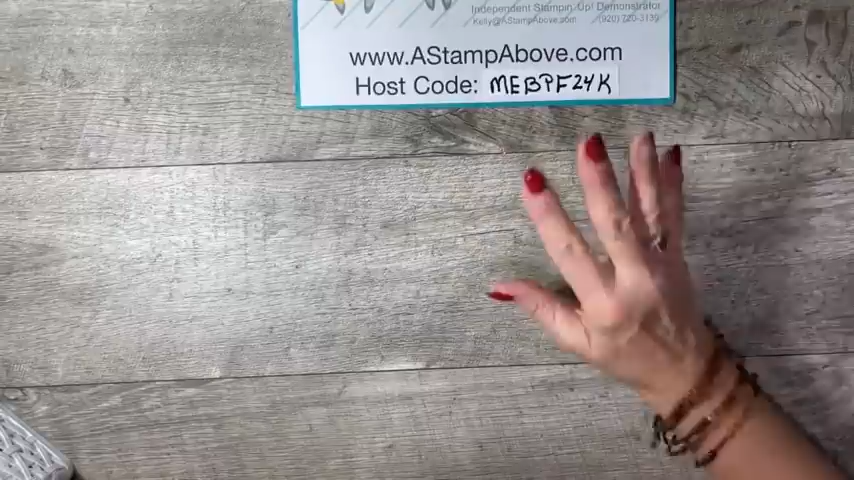 Independent Stampin' Up! Demonstrator
Kelly@AStampAbove.com (920) 720-3139
www.AStampAbove.com
Host Code: MEBPF24K